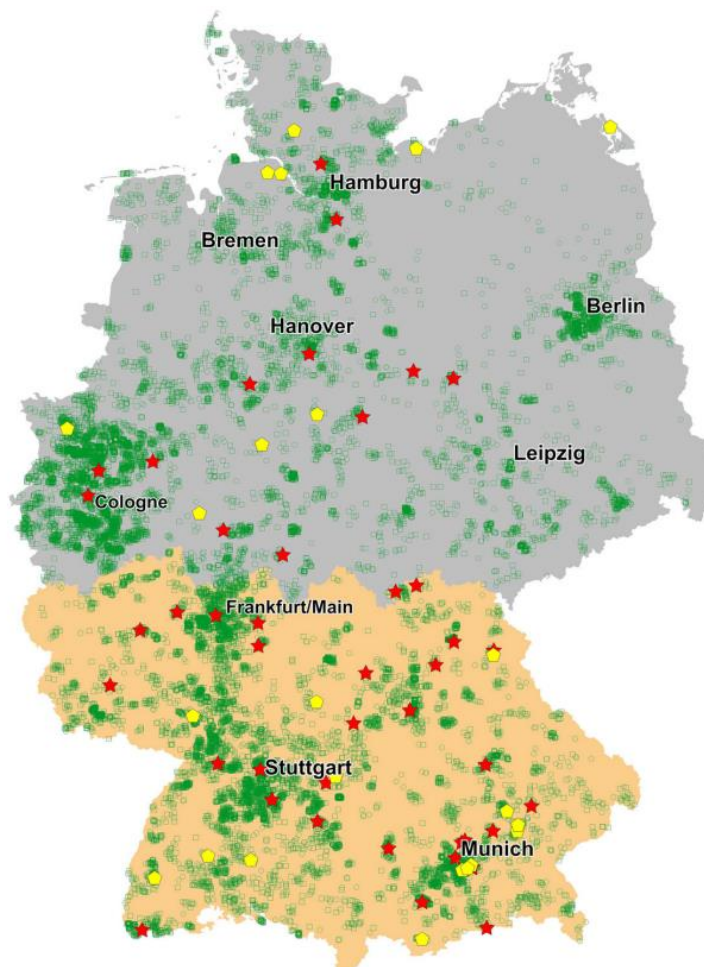 Hamburg
Bremen
Berlin
Hanover
Leipzig
Cologne
Frankfurt/Main
Stuttgart
Munich